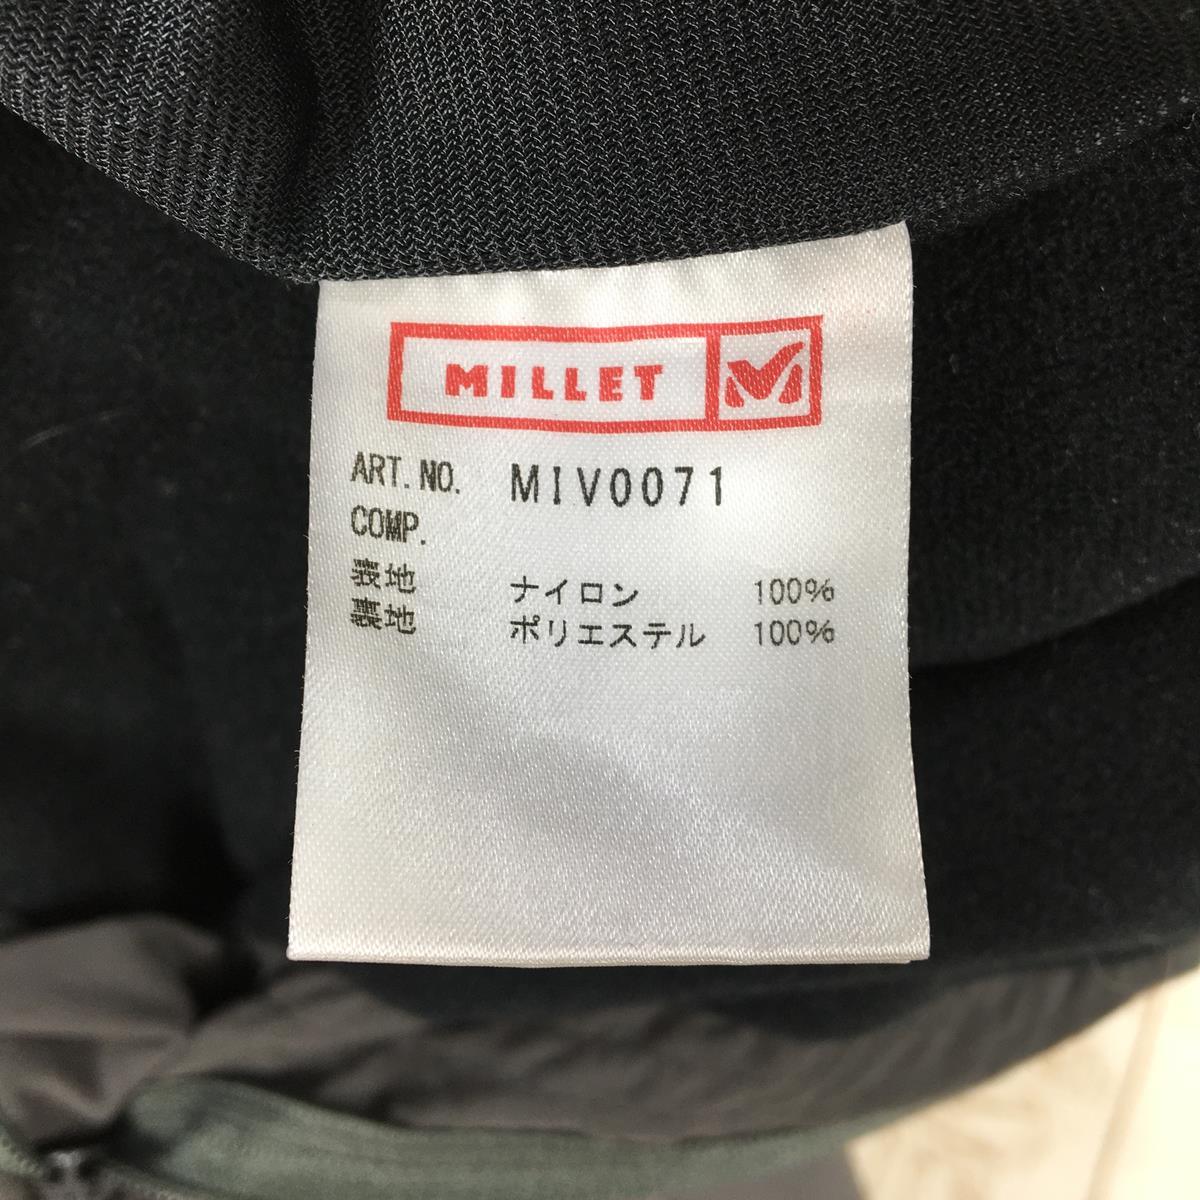 MILLET
ART. NO. MIV0071
COMP.
表地 ナイロン 100%
裏地 ポリエステル 100%